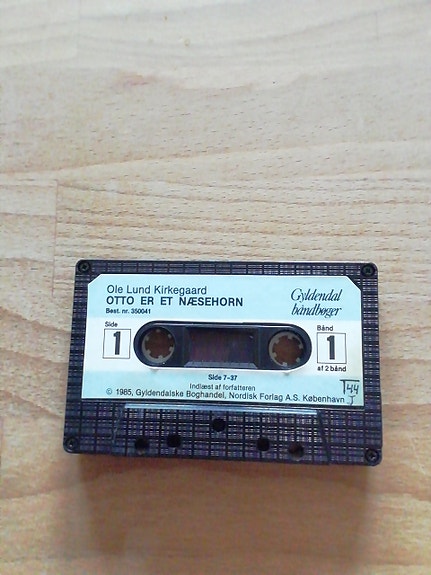 Ole Lund Kirkegaard
OTTO ER ET NÆSEHORN
Best. nr. 350041
Gyldendal
båndbøger
Side
1
Bånd
1
af 2 bånd
Side 7-37
Indlæst af forfatteren
© 1985, Gyldendalske Boghandel, Nordisk Forlag A.S. København
T44
J